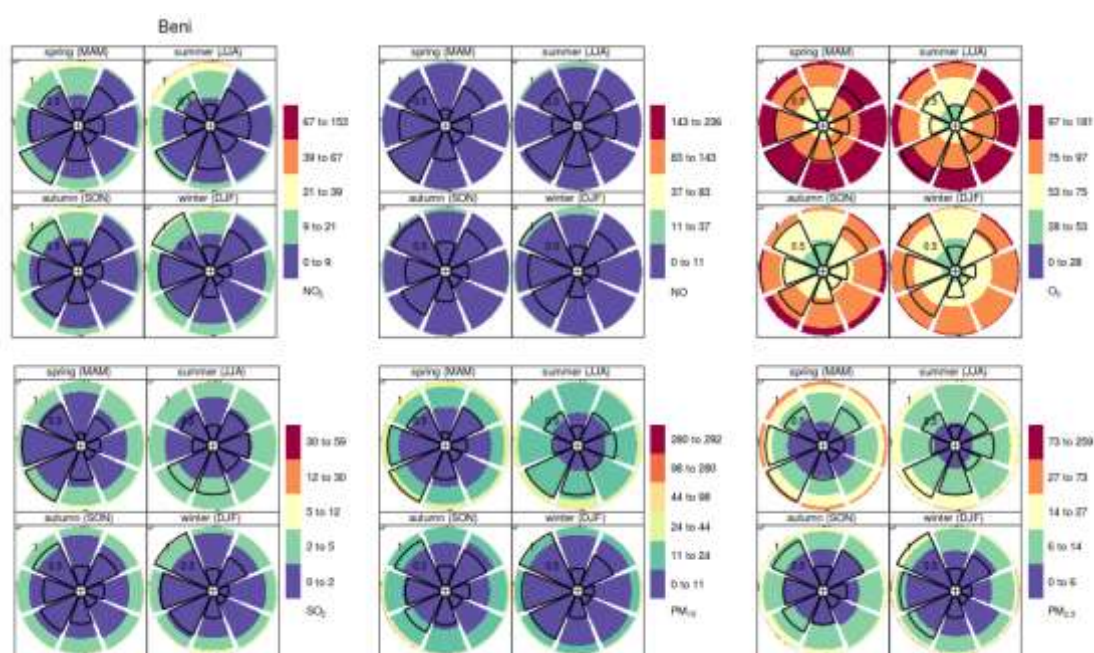 Beni
spring (MAM) summer (JJA)
autumn (SON) winter (DJF)
67 to 153
39 to 67
21 to 39
9 to 21
0 to 9
NO₂
spring (MAM) summer (JJA)
autumn (SON) winter (DJF)
143 to 236
83 to 143
37 to 83
11 to 37
0 to 11
NO
spring (MAM) summer (JJA)
autumn (SON) winter (DJF)
97 to 181
75 to 97
53 to 75
28 to 53
0 to 28
O₃
spring (MAM) summer (JJA)
autumn (SON) winter (DJF)
30 to 59
12 to 30
5 to 12
2 to 5
0 to 2
SO₂
spring (MAM) summer (JJA)
autumn (SON) winter (DJF)
98 to 280
44 to 98
24 to 44
11 to 24
0 to 11
PM₁₀
spring (MAM) summer (JJA)
autumn (SON) winter (DJF)
73 to 259
27 to 73
14 to 27
6 to 14
0 to 6
PM₂.₅